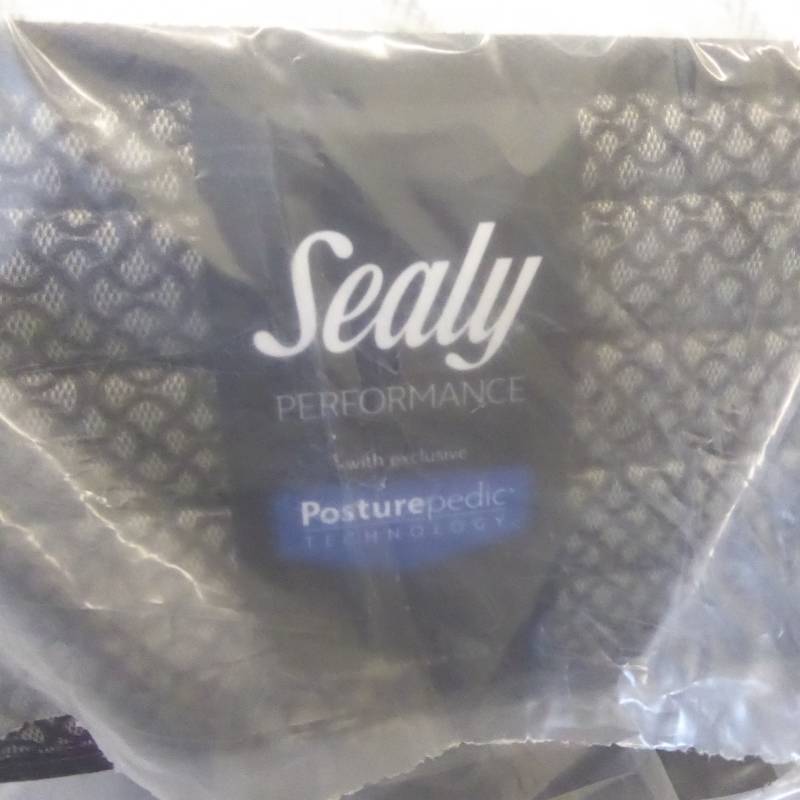 Sealy
PERFORMANCE
with exclusive
Posturepedic
TECHNOLOGY